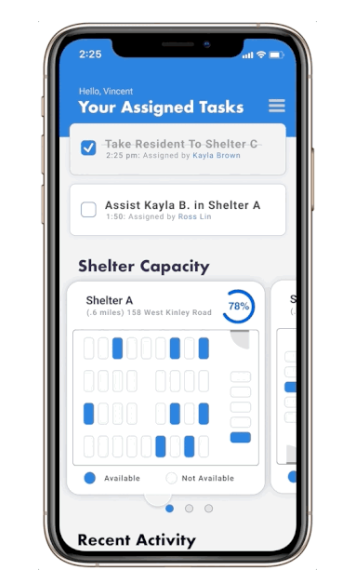 2:25
Hello, Vincent
Your Assigned Tasks
Take Resident To Shelter C
2:25 pm: Assigned by Kayla Brown
Assist Kayla B. in Shelter A
1:50: Assigned by Ross Lin
Shelter Capacity
Shelter A
(.6 miles) 158 West Kinley Road
78%
S
(.6
Available
Not Available
Recent Activity